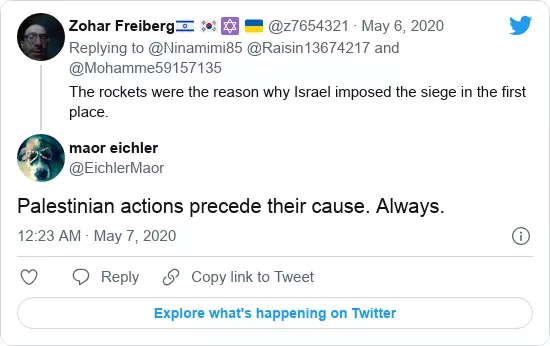 Zohar Freiberg🇮🇱 🇰🇷 🔯 🇺🇦 @z7654321 · May 6, 2020
Replying to @Ninamimi85 @Raisin13674217 and
@Mohamme59157135
The rockets were the reason why Israel imposed the siege in the first
place.
maor eichler
@EichlerMaor
Palestinian actions precede their cause. Always.
12:23 AM · May 7, 2020
Reply
Copy link to Tweet
Explore what's happening on Twitter